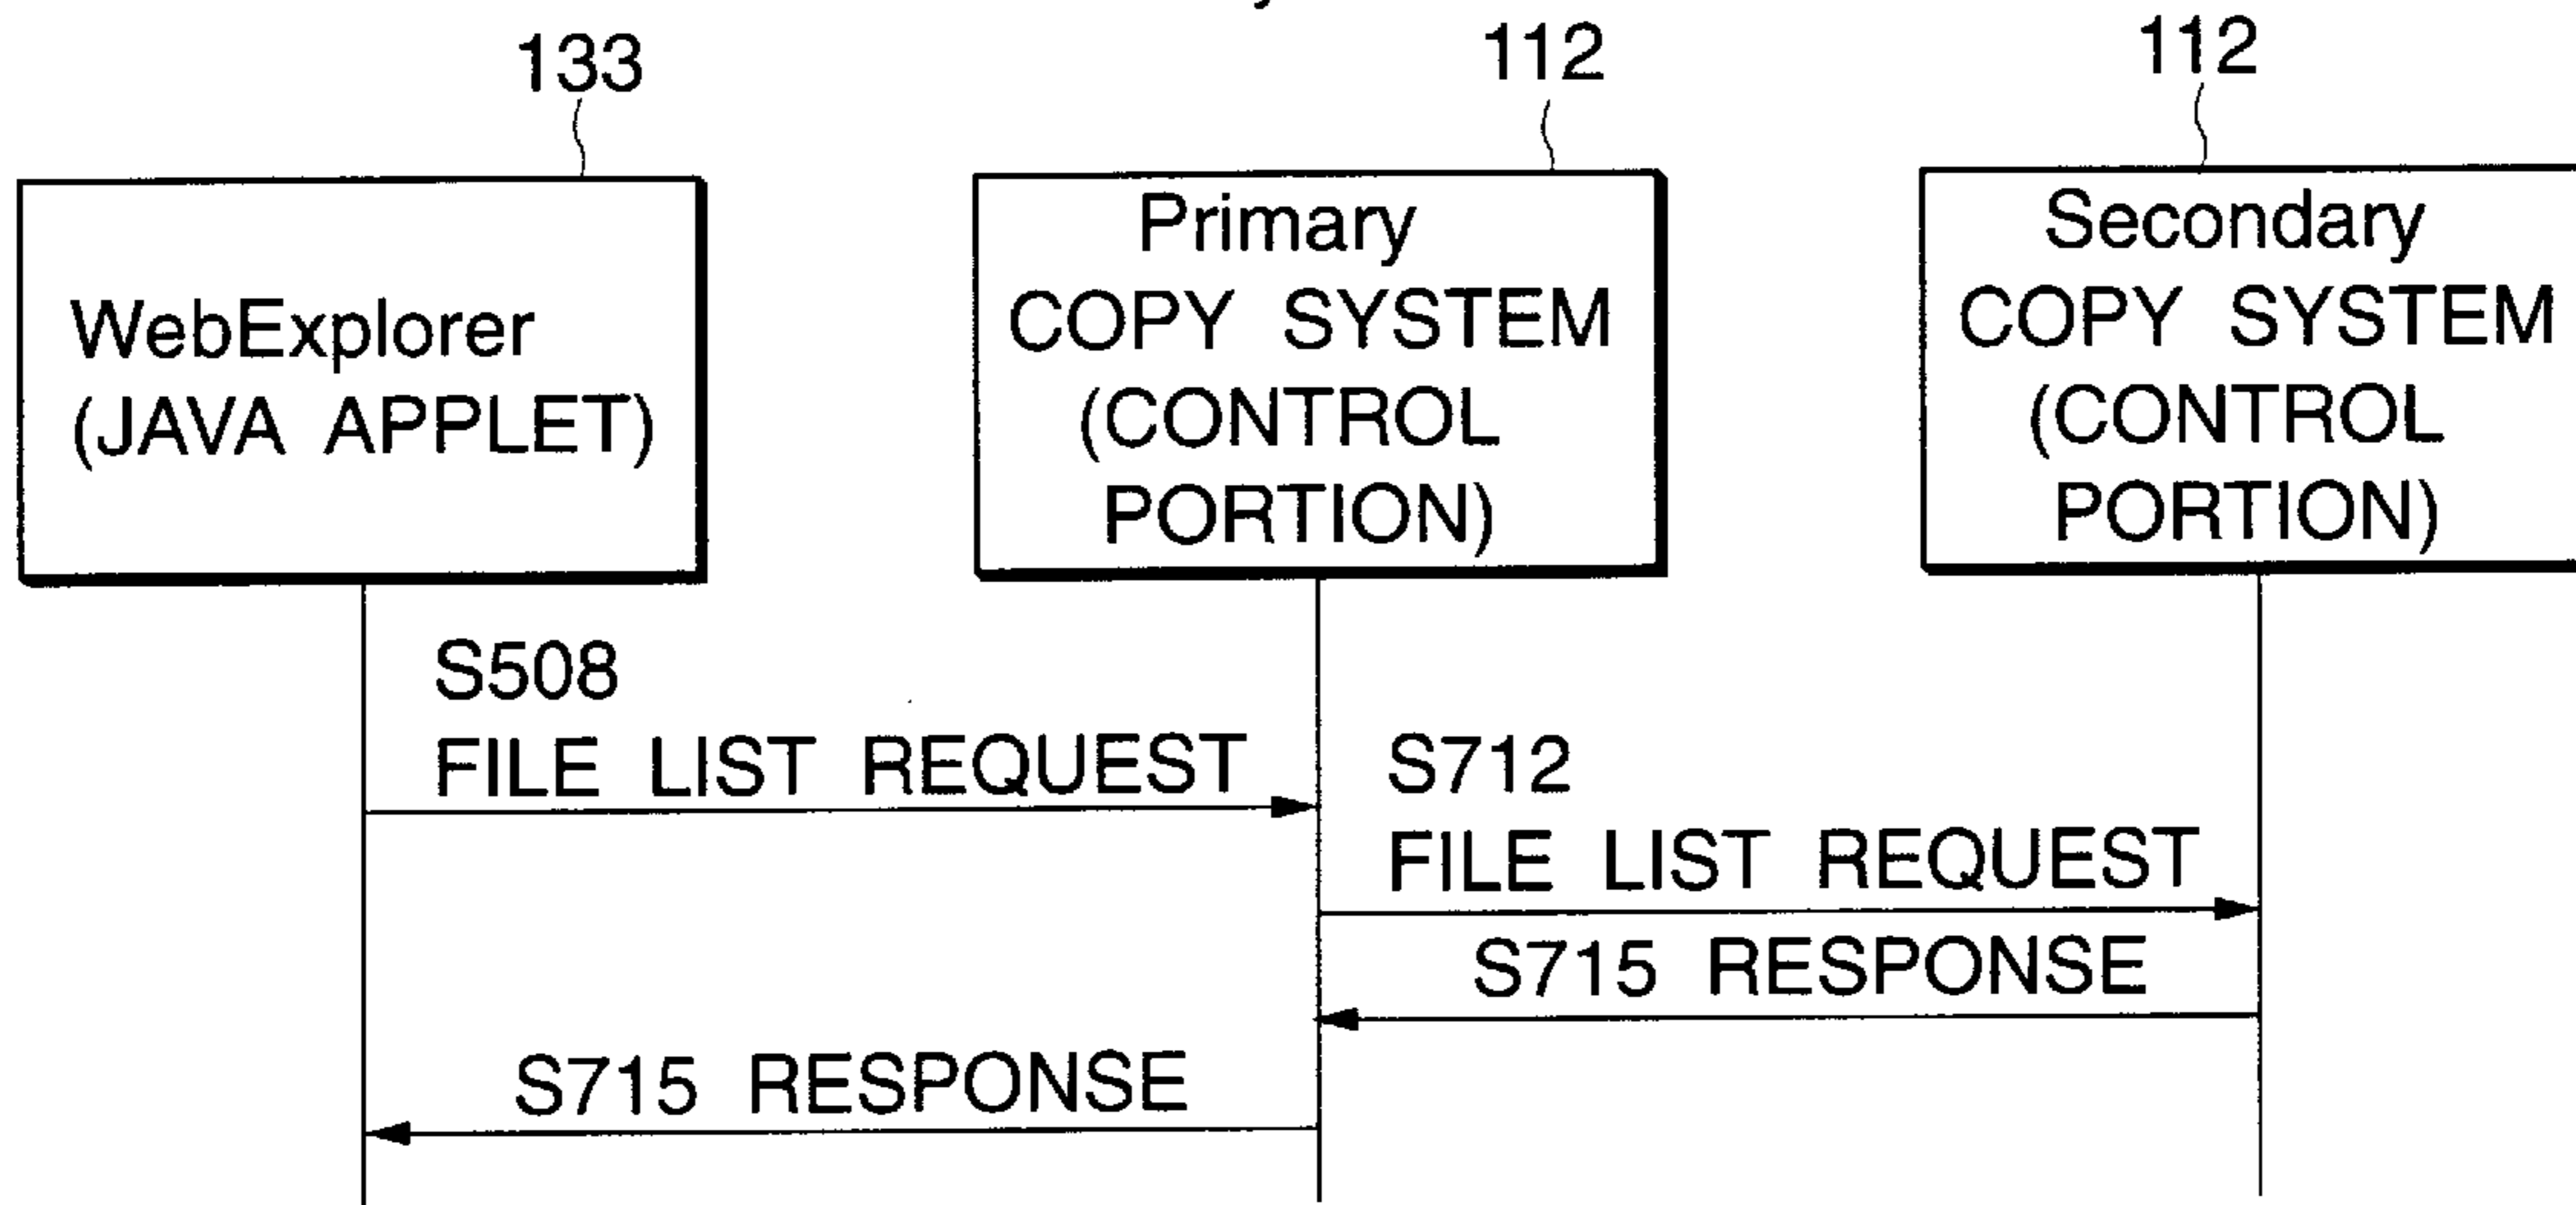 133
112
112
WebExplorer
(JAVA APPLET)
Primary
COPY SYSTEM
(CONTROL
PORTION)
Secondary
COPY SYSTEM
(CONTROL
PORTION)
S508
FILE LIST REQUEST
S712
FILE LIST REQUEST
S715 RESPONSE
S715 RESPONSE